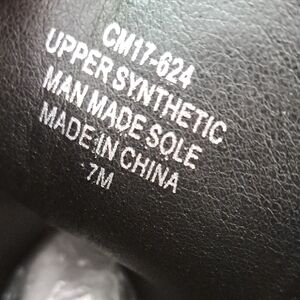 CM17-624
UPPER SYNTHETIC
MAN MADE SOLE
MADE IN CHINA
7M